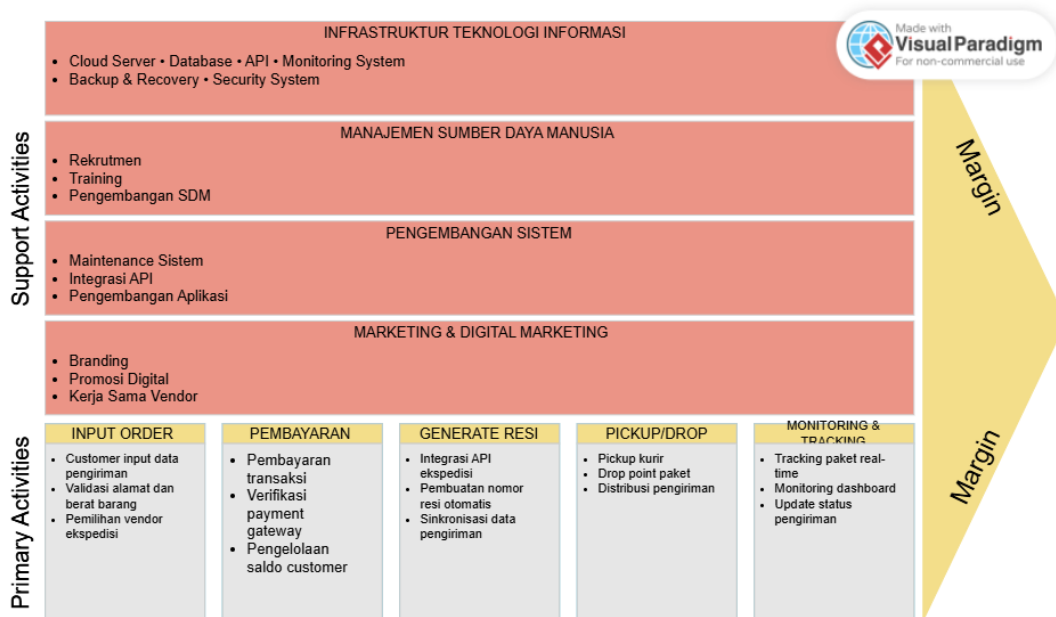 INFRASTRUKTUR TEKNOLOGI INFORMASI
• Cloud Server • Database • API • Monitoring System
• Backup & Recovery • Security System
Made with
Visual Paradigm
For non-commercial use
Support Activities
MANAJEMEN SUMBER DAYA MANUSIA
• Rekrutmen
• Training
• Pengembangan SDM
PENGEMBANGAN SISTEM
• Maintenance Sistem
• Integrasi API
• Pengembangan Aplikasi
MARKETING & DIGITAL MARKETING
• Branding
• Promosi Digital
• Kerja Sama Vendor
Margin
Margin
Primary Activities
INPUT ORDER
• Customer input data
pengiriman
• Validasi alamat dan
berat barang
• Pemilihan vendor
ekspedisi
PEMBAYARAN
• Pembayaran
transaksi
• Verifikasi
payment
gateway
• Pengelolaan
saldo customer
GENERATE RESI
• Integrasi API
ekspedisi
• Pembuatan nomor
resi otomatis
• Sinkronisasi data
pengiriman
PICKUP/DROP
• Pickup kurir
• Drop point paket
• Distribusi pengiriman
MONITORING &
TRACKING
• Tracking paket real-
time
• Monitoring dashboard
• Update status
pengiriman